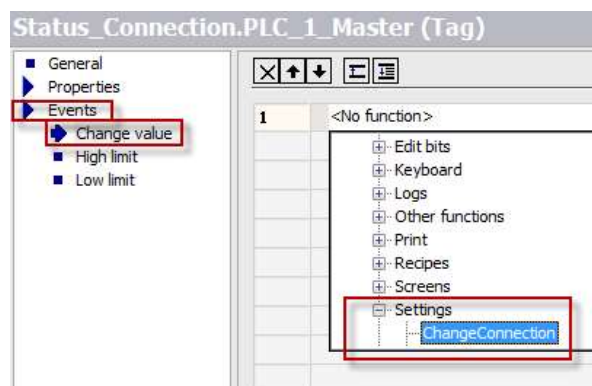 Status_Connection.PLC_1_Master (Tag)
General
Properties
Events
Change value
High limit
Low limit
1 <No function>
Edit bits
Keyboard
Logs
Other functions
Print
Recipes
Screens
Settings
ChangeConnection